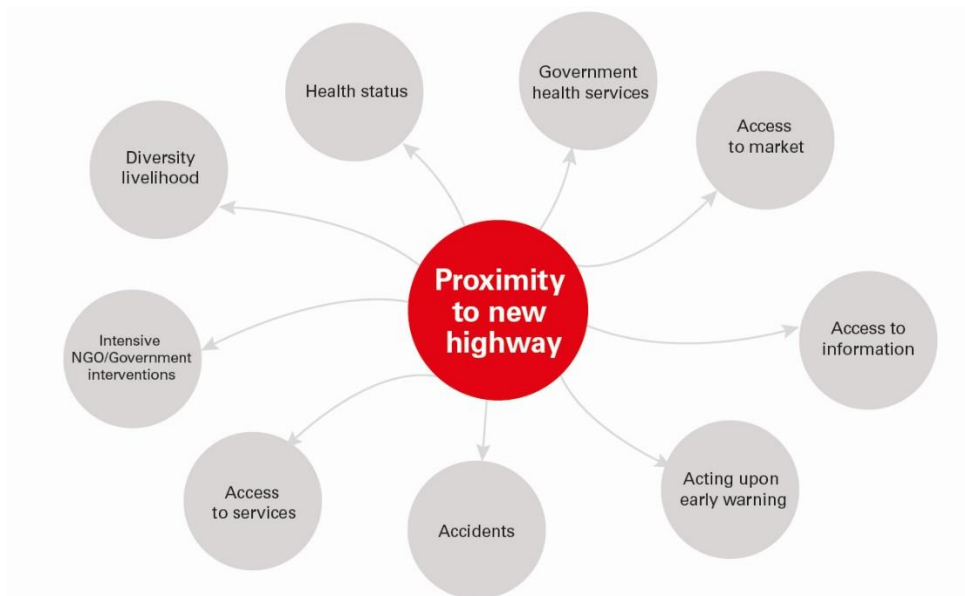 Health status
Government
health services
Access
to market
Diversity
livelihood
Proximity
to new
highway
Access to
information
Intensive
NGO/Government
interventions
Access
to services
Accidents
Acting upon
early warning